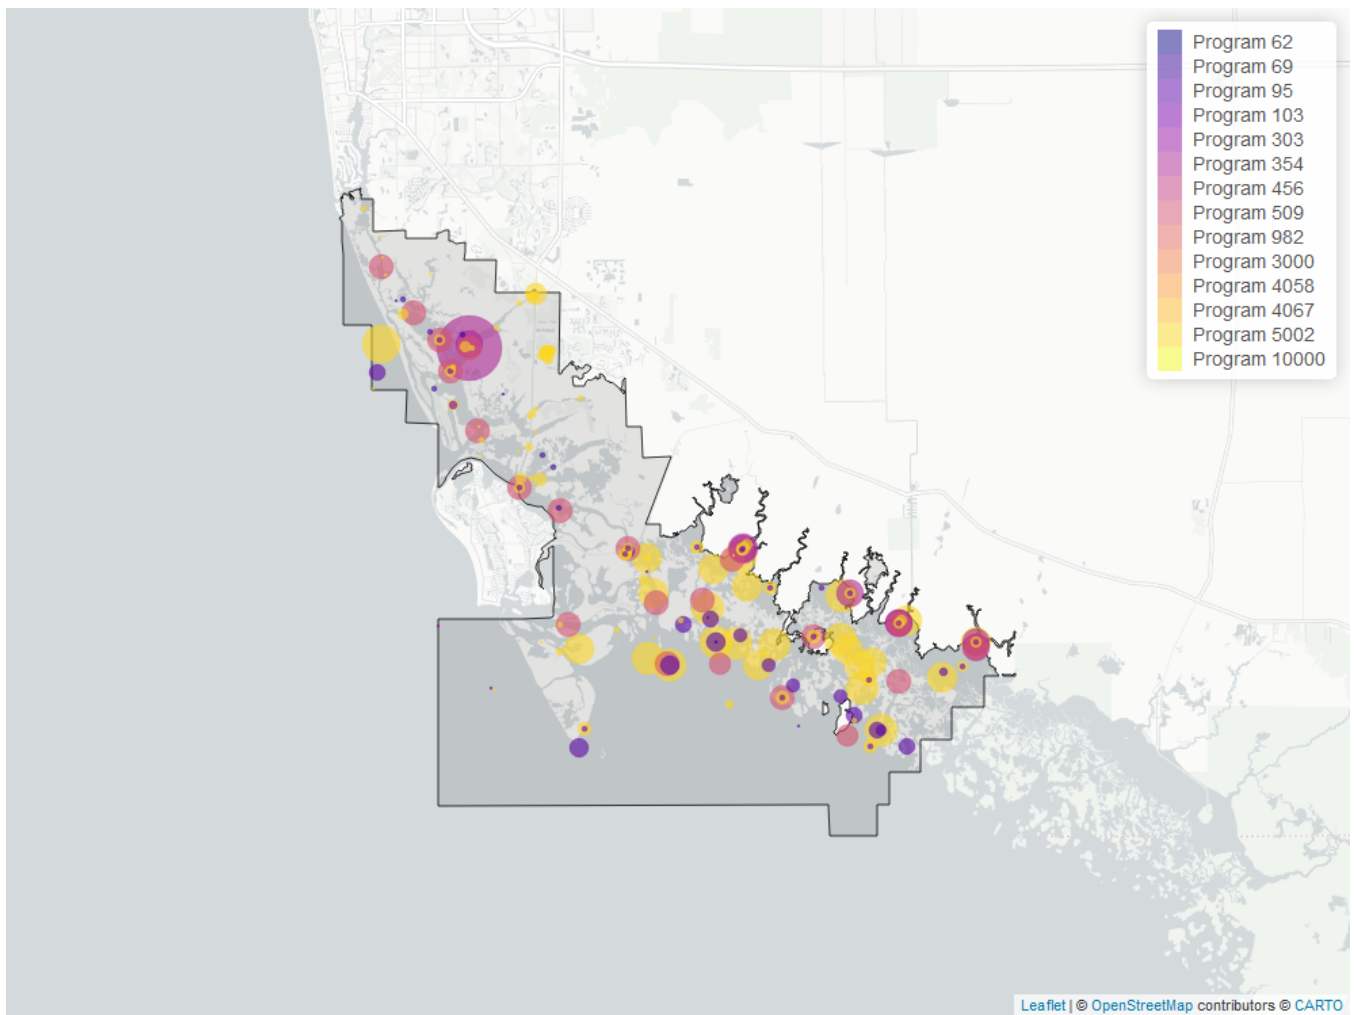 Program 62
Program 69
Program 95
Program 103
Program 303
Program 354
Program 456
Program 509
Program 982
Program 3000
Program 4058
Program 4067
Program 5002
Program 10000
Leaflet | © OpenStreetMap contributors © CARTO